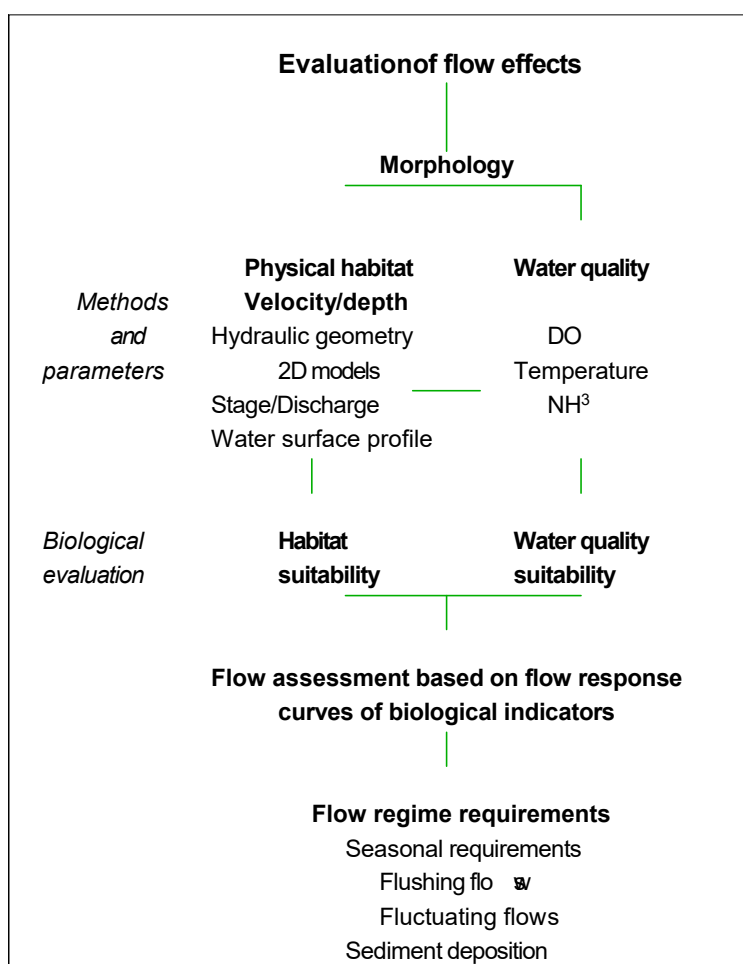 Evaluationof flow effects
Morphology
Physical habitat Water quality
Methods Velocity/depth
and Hydraulic geometry DO
parameters 2D models Temperature
Stage/Discharge NH³
Water surface profile
Biological Habitat Water quality
evaluation suitability suitability
Flow assessment based on flow response
curves of biological indicators
Flow regime requirements
Seasonal requirements
Flushing
Fluctuating flows
Sediment deposition